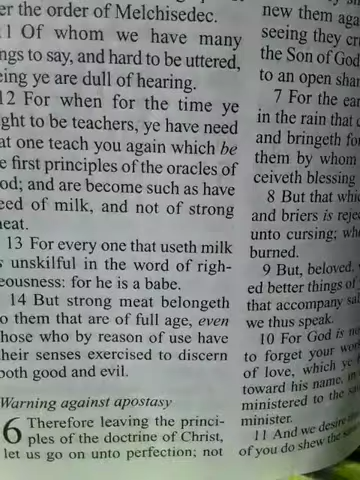 er the order of Melchisedec.
11 Of whom we have many
ngs to say, and hard to be uttered,
ing ye are dull of hearing.
12 For when for the time ye
ght to be teachers, ye have need
at one teach you again which be
e first principles of the oracles of
od; and are become such as have
eed of milk, and not of strong
eat.
13 For every one that useth milk
s unskilful in the word of righ-
eousness: for he is a babe.
14 But strong meat belongeth
o them that are of full age, even
hose who by reason of use have
heir senses exercised to discern
both good and evil.
Warning against apostasy
6 Therefore leaving the princi-
ples of the doctrine of Christ,
let us go on unto perfection; not
new them aga
seeing they cru
the Son of God
to an open sha
7 For the ear
in the rain that c
and bringeth for
them by whom
ceiveth blessing
8 But that whic
and briers is reje
unto cursing; wh
burned.
9 But, beloved,
ed better things of
that accompany sal
we thus speak.
10 For God is not
to forget your wor
of love, which ye
toward his name, in
ministered to the sa
minister.
11 And we desire
of you do shew the sa